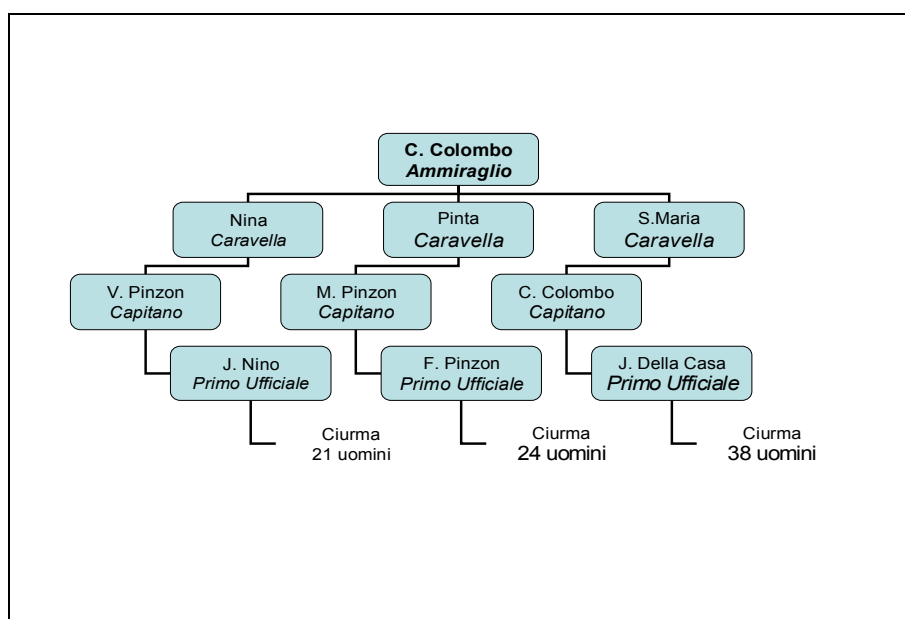 C. Colombo
Ammiraglio
Nina
Caravella
Pinta
Caravella
S.Maria
Caravella
V. Pinzon
Capitano
M. Pinzon
Capitano
C. Colombo
Capitano
J. Nino
Primo Ufficiale
F. Pinzon
Primo Ufficiale
J. Della Casa
Primo Ufficiale
Ciurma
21 uomini
Ciurma
24 uomini
Ciurma
38 uomini